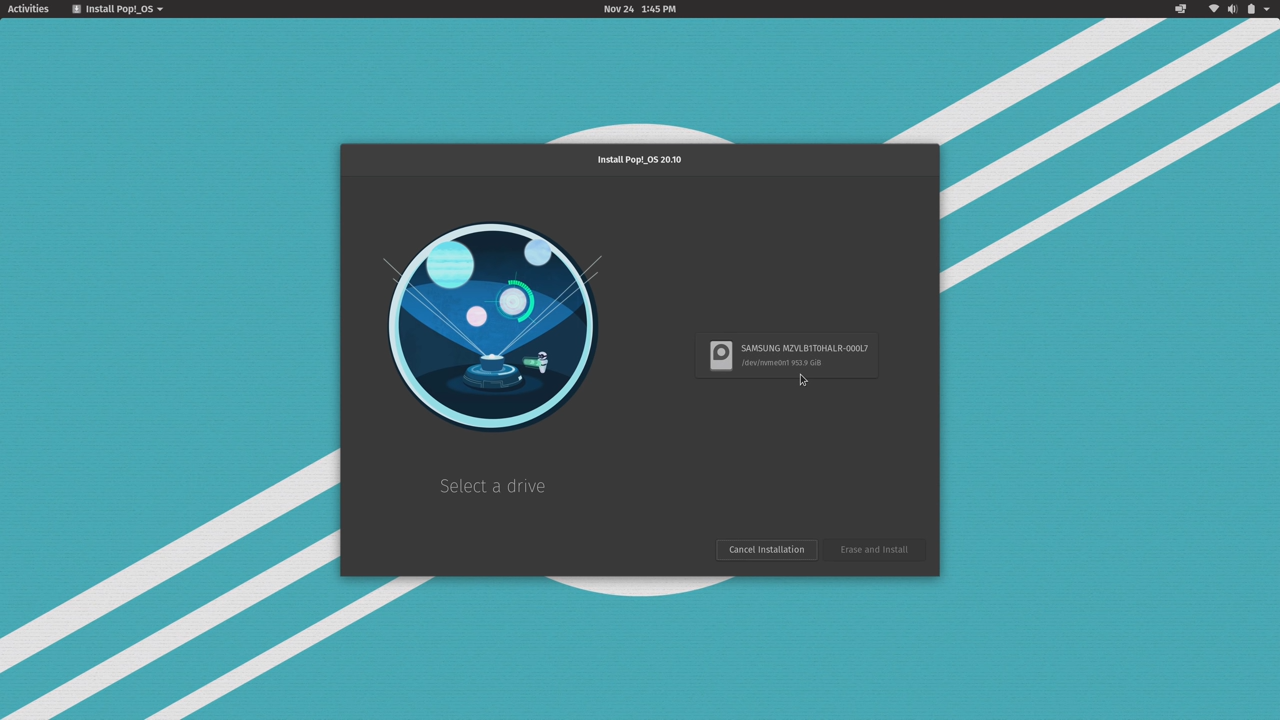 Activities
Install Pop!_OS
Nov 24 1:45 PM
Install Pop!_OS 20.10
SAMSUNG MZVLB1T0HALR-000L7
/dev/nvme0n1 953.9 GiB
Select a drive
Cancel Installation
Erase and Install